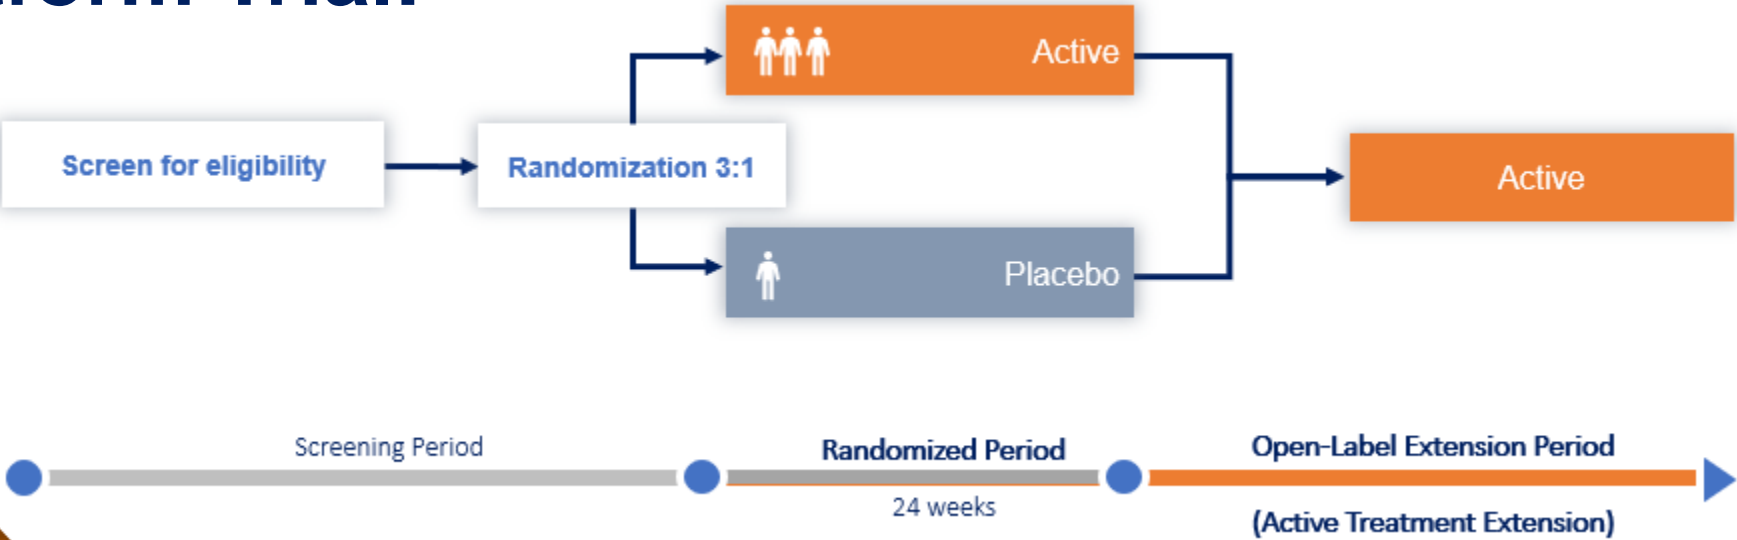 Screen for eligibility
Randomization 3:1
Active
Placebo
Active
Screening Period
Randomized Period
24 weeks
Open-Label Extension Period
(Active Treatment Extension)